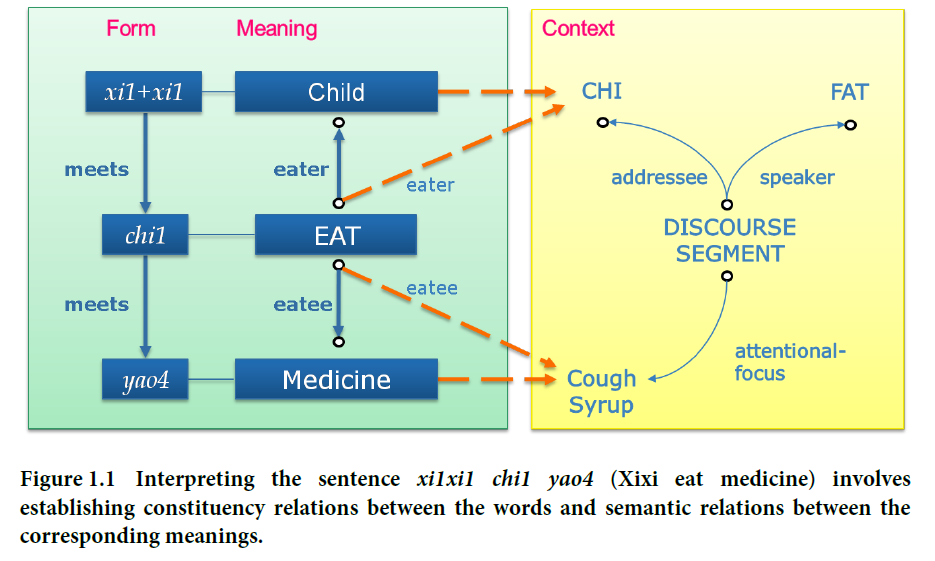 Form
Meaning
Context
xi1+xi1
Child
CHI
FAT
meets
eater
eater
addressee
speaker
chi1
EAT
DISCOURSE
SEGMENT
meets
eatee
eatee
attentional-
focus
yao4
Medicine
Cough
Syrup
Figure 1.1 Interpreting the sentence xi1xi1 chi1 yao4 (Xixi eat medicine) involves
establishing constituency relations between the words and semantic relations between the
corresponding meanings.